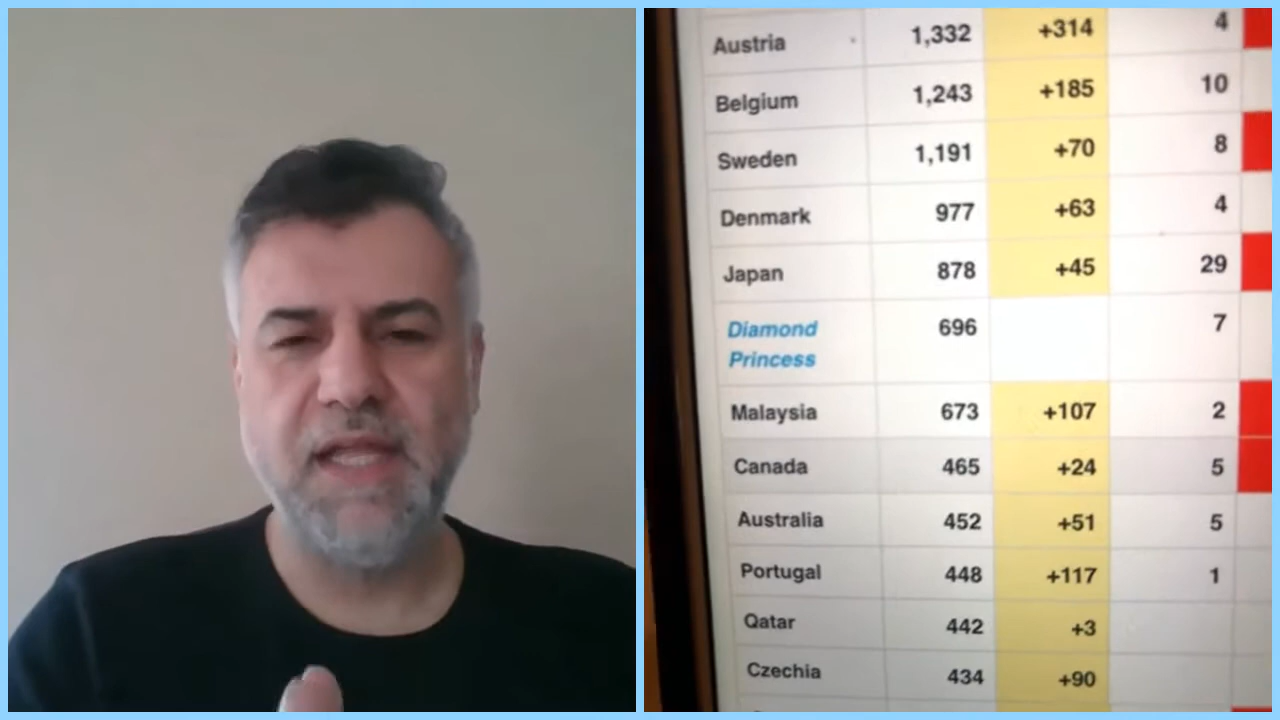 Austria 1,332 +314 4
Belgium 1,243 +185 10
Sweden 1,191 +70 8
Denmark 977 +63 4
Japan 878 +45 29
Diamond 696 7
Princess
Malaysia 673 +107 2
Canada 465 +24 5
Australia 452 +51 5
Portugal 448 +117 1
Qatar 442 +3
Czechia 434 +90